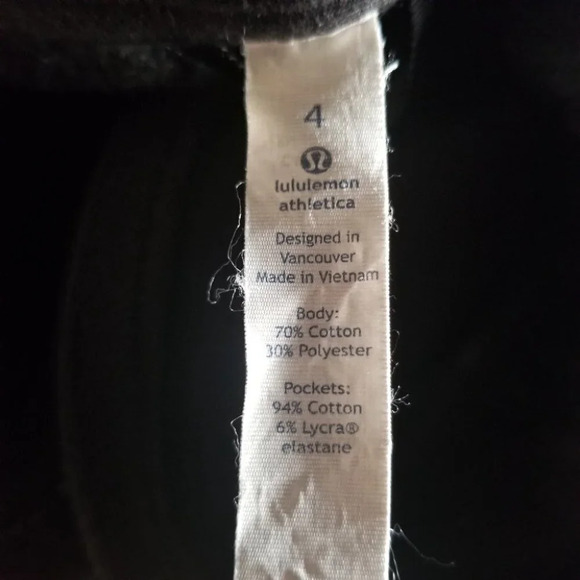 4
lululemon
athletica
Designed in
Vancouver
Made in Vietnam
Body:
70% Cotton
30% Polyester
Pockets:
94% Cotton
6% Lycra®
elastane